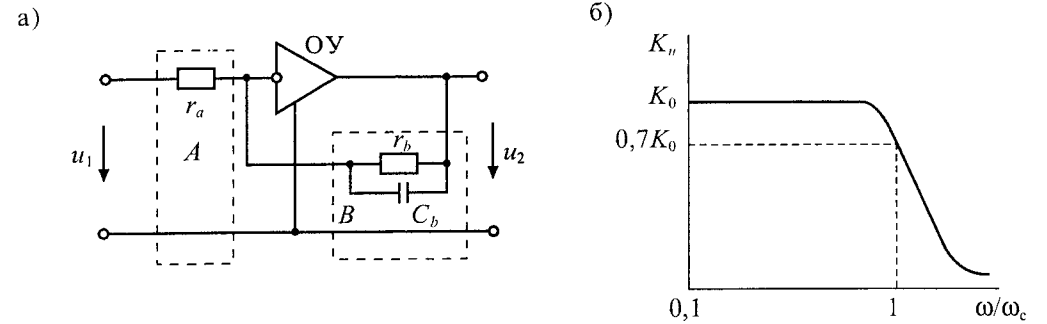 а)
ОУ
r_a
A
u_1
r_b
B
C_b
u_2
б)
K_u
K_0
0,7K_0
0,1
1
ω/ω_c